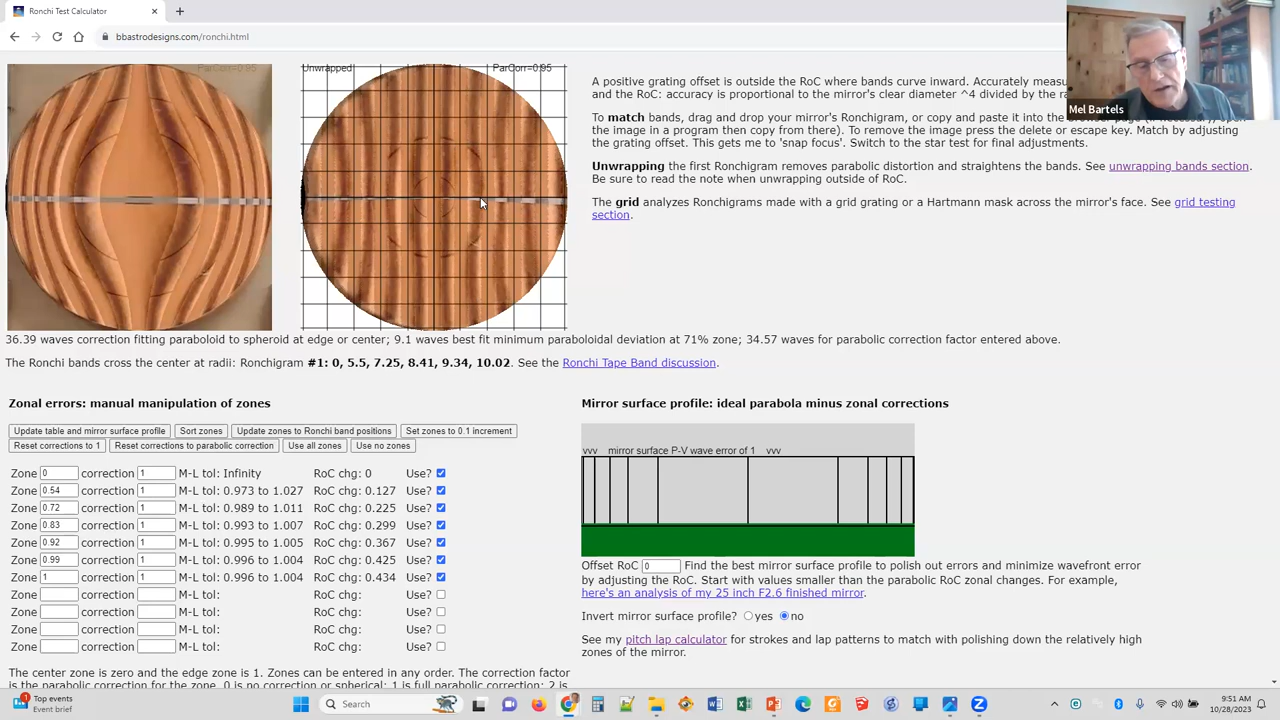 Ronchi Test Calculator
bbastrodesigns.com/ronchi.html
Mel Bartels
ParCorr=0.95
Unwrapped ParCorr=0.95
A positive grating offset is outside the RoC where bands curve inward. Accurately
and the RoC: accuracy is proportional to the mirror's clear diameter ^4 divided by the
To match bands, drag and drop your mirror's Ronchigram, or copy and paste it into the
the image in a program then copy from there). To remove the image press the delete or escape key. Match by adjusting
the grating offset. This gets me to 'snap focus'. Switch to the star test for final adjustments.
Unwrapping the first Ronchigram removes parabolic distortion and straightens the bands. See unwrapping bands section.
Be sure to read the note when unwrapping outside of RoC.
The grid analyzes Ronchigrams made with a grid grating or a Hartmann mask across the mirror's face. See grid testing
section.
36.39 waves correction fitting paraboloid to spheroid at edge or center; 9.1 waves best fit minimum paraboloidal deviation at 71% zone; 34.57 waves for parabolic correction factor entered above.
The Ronchi bands cross the center at radii: Ronchigram #1: 0, 5.5, 7.25, 8.41, 9.34, 10.02. See the Ronchi Tape Band discussion.
Zonal errors: manual manipulation of zones
Update table and mirror surface profile Sort zones Update zones to Ronchi band positions Set zones to 0.1 increment
Reset corrections to 1 Reset corrections to parabolic correction Use all zones Use no zones
Zone 0 correction 1 M-L tol: Infinity RoC chg: 0 Use?
Zone 0.54 correction 1 M-L tol: 0.973 to 1.027 RoC chg: 0.127 Use?
Zone 0.72 correction 1 M-L tol: 0.989 to 1.011 RoC chg: 0.225 Use?
Zone 0.83 correction 1 M-L tol: 0.993 to 1.007 RoC chg: 0.299 Use?
Zone 0.92 correction 1 M-L tol: 0.995 to 1.005 RoC chg: 0.367 Use?
Zone 0.99 correction 1 M-L tol: 0.996 to 1.004 RoC chg: 0.425 Use?
Zone 1 correction 1 M-L tol: 0.996 to 1.004 RoC chg: 0.434 Use?
Zone correction M-L tol: RoC chg: Use?
Zone correction M-L tol: RoC chg: Use?
Zone correction M-L tol: RoC chg: Use?
Zone correction M-L tol: RoC chg: Use?
The center zone is zero and the edge zone is 1. Zones can be entered in any order. The correction factor
is the parabolic correction for the zone. 0 is no correction or spherical; 1 is full parabolic correction; 2 is
Mirror surface profile: ideal parabola minus zonal corrections
vvv mirror surface P-V wave error of 1 vvv
Offset RoC 0 Find the best mirror surface profile to polish out errors and minimize wavefront error
by adjusting the RoC. Start with values smaller than the parabolic RoC zonal changes. For example,
here's an analysis of my 25 inch F2.6 finished mirror.
Invert mirror surface profile? yes no
See my pitch lap calculator for strokes and lap patterns to match with polishing down the relatively high
zones of the mirror.
Top events
Event brief
Search
9:51 AM
10/28/2023